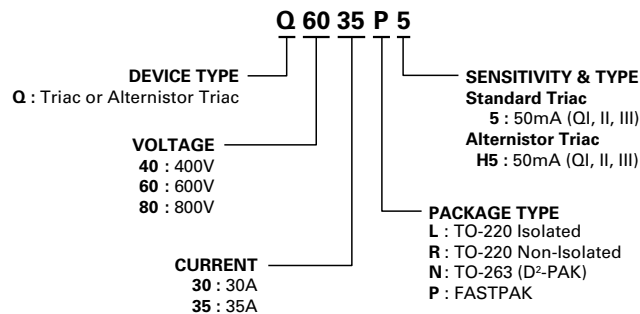 Q 60 35 P 5
DEVICE TYPE
Q : Triac or Alternistor Triac
VOLTAGE
40 : 400V
60 : 600V
80 : 800V
CURRENT
30 : 30A
35 : 35A
SENSITIVITY & TYPE
Standard Triac
5 : 50mA (QI, II, III)
Alternistor Triac
H5 : 50mA (QI, II, III)
PACKAGE TYPE
L : TO-220 Isolated
R : TO-220 Non-Isolated
N : TO-263 (D²-PAK)
P : FASTPAK